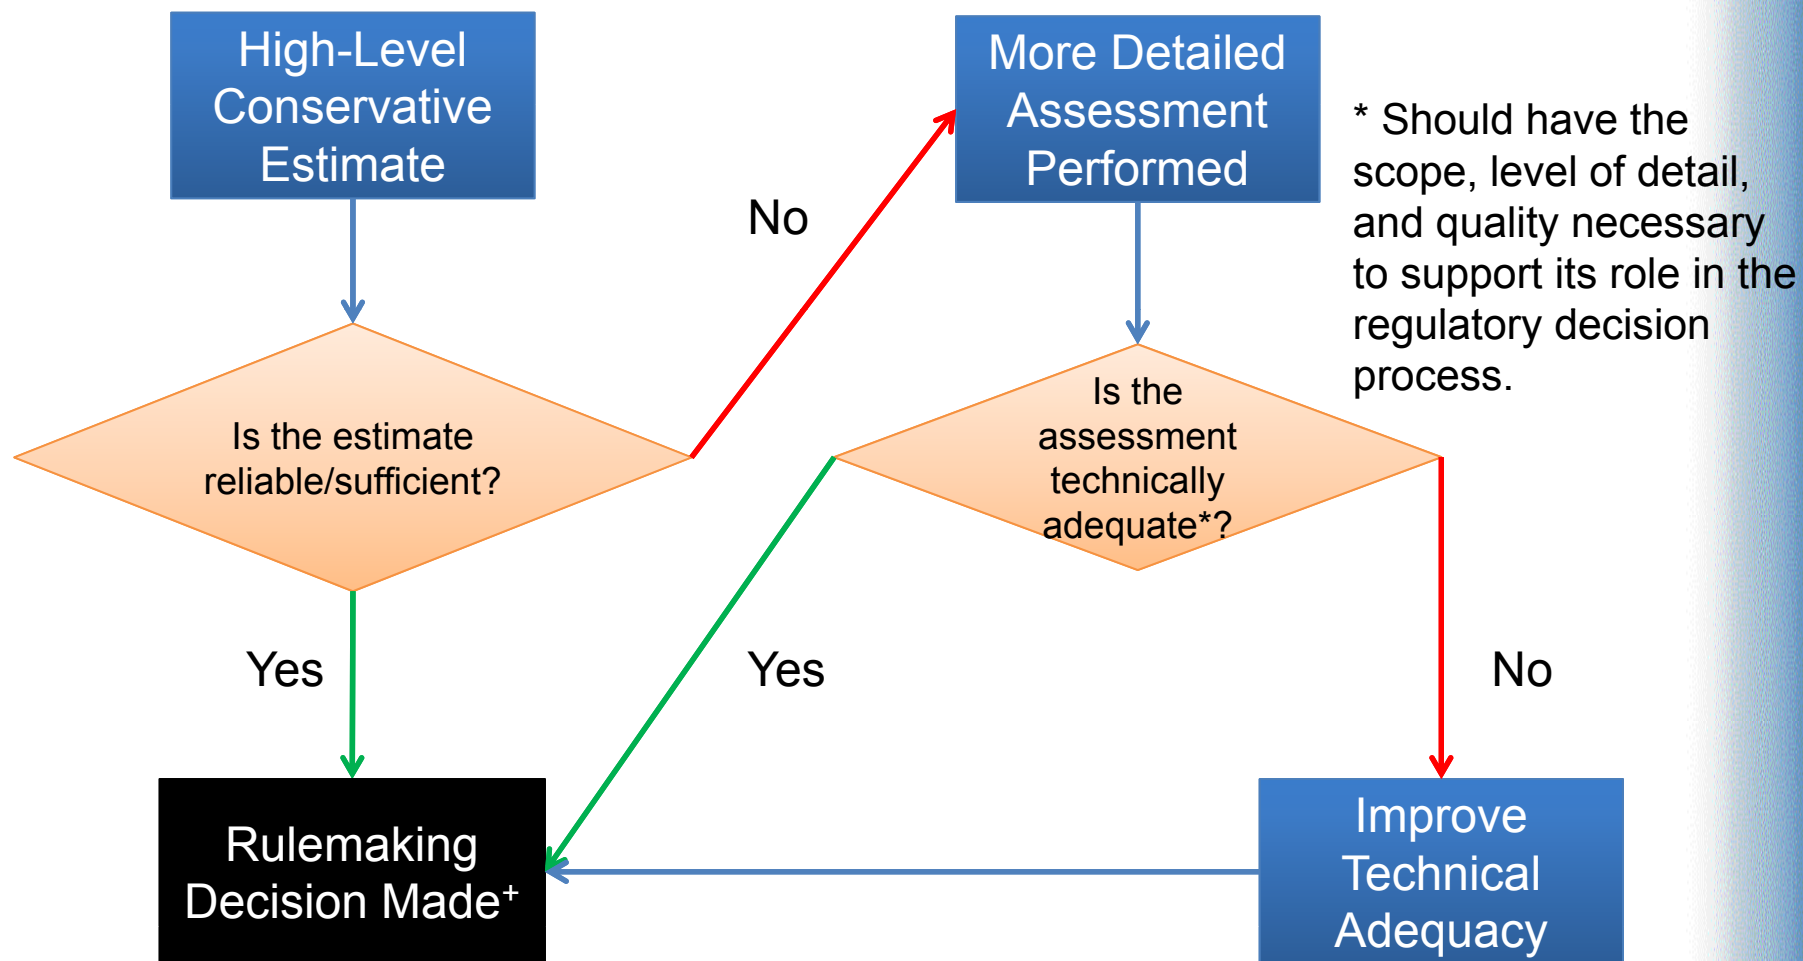 High-Level
Conservative
Estimate
More Detailed
Assessment
Performed
* Should have the
scope, level of detail,
and quality necessary
to support its role in the
regulatory decision
process.
No
Is the estimate
reliable/sufficient?
Is the
assessment
technically
adequate*?
Yes
Yes
No
Rulemaking
Decision Made⁺
Improve
Technical
Adequacy